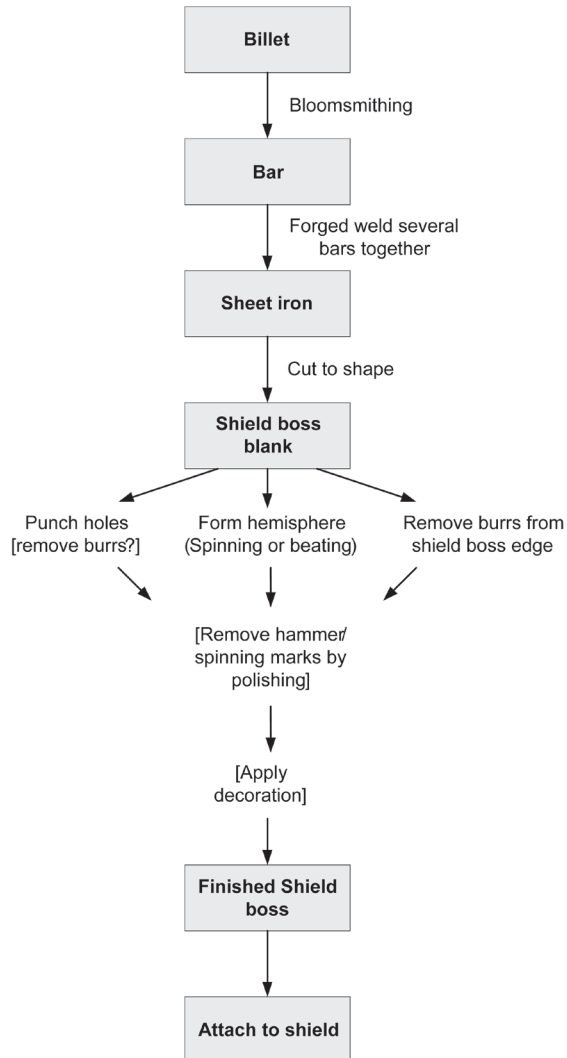 Billet
Bloomsmithing
Bar
Forged weld several
bars together
Sheet iron
Cut to shape
Shield boss
blank
Punch holes
[remove burrs?]
Form hemisphere
(Spinning or beating)
Remove burrs from
shield boss edge
[Remove hammer/
spinning marks by
polishing]
[Apply
decoration]
Finished Shield
boss
Attach to shield